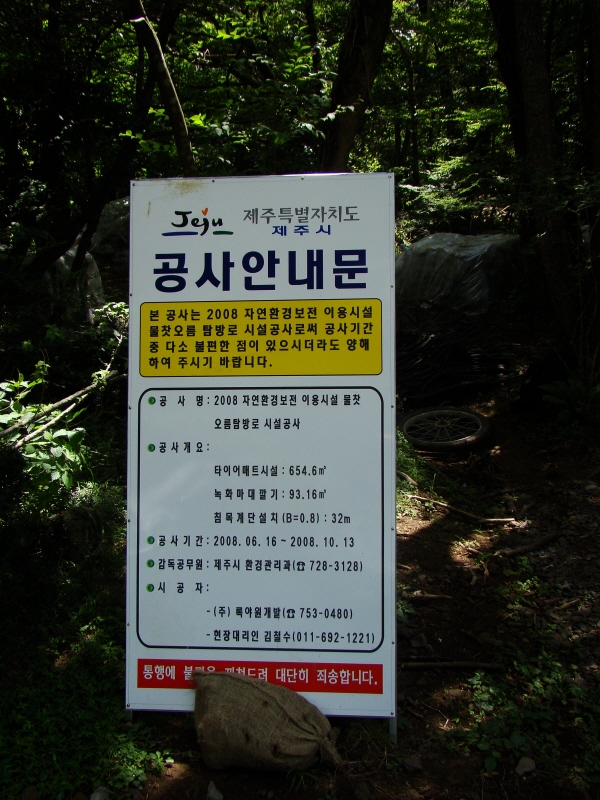 Jeju 제주특별자치도
제주시
공사안내문
본 공사는 2008 자연환경보전 이용시설
물찻오름 탐방로 시설공사로써 공사기간
중 다소 불편한 점이 있으시더라도 양해
하여 주시기 바랍니다.
공 사 명 : 2008 자연환경보전 이용시설 물찻
오름탐방로 시설공사
공사개요 :
타이어매트시설 : 654.6㎡
녹화마대깔기 : 93.16㎡
침목계단설치(B=0.8) : 32m
공사기간 : 2008. 06. 16 ~ 2008. 10. 13
감독공무원 : 제주시 환경관리과(☎ 728-3128)
시 공 자 :
- (주) 록야원개발(☎ 753-0480)
- 현장대리인 김철수(011-692-1221)
통행에 끼쳐드려 대단히 죄송합니다.